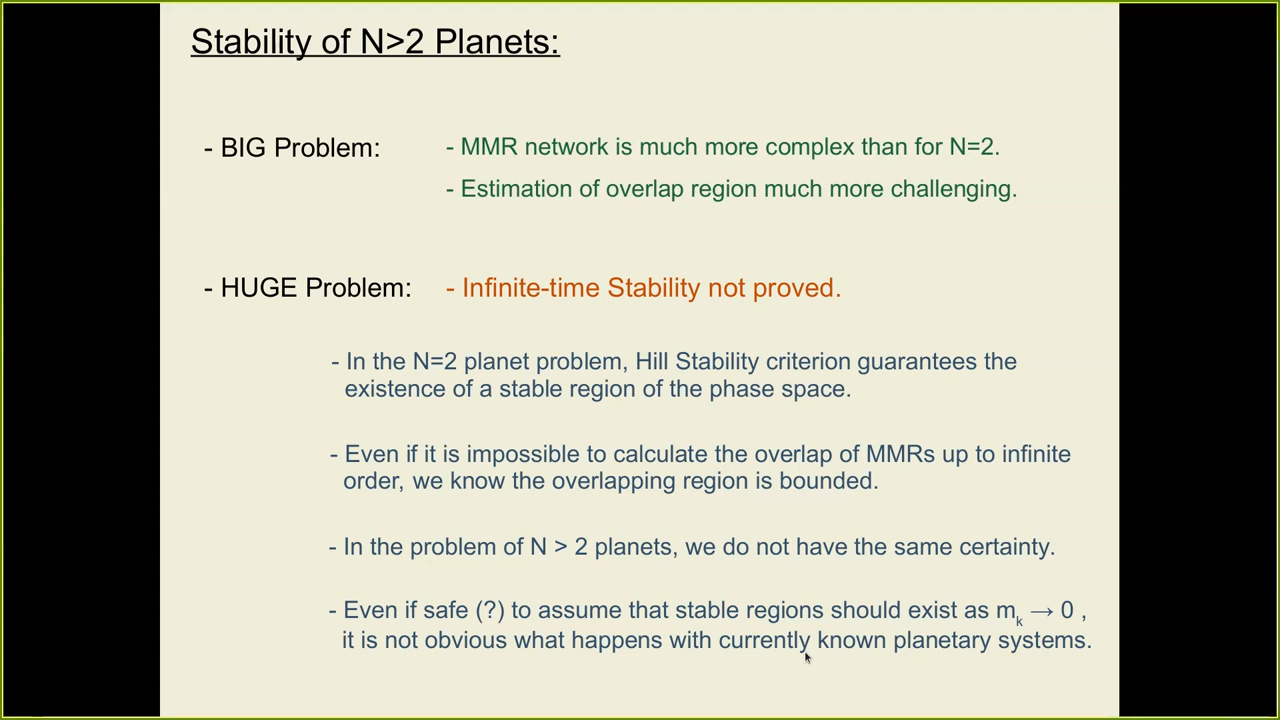 Stability of N>2 Planets:
- BIG Problem: - MMR network is much more complex than for N=2.
- Estimation of overlap region much more challenging.
- HUGE Problem: - Infinite-time Stability not proved.
- In the N=2 planet problem, Hill Stability criterion guarantees the
existence of a stable region of the phase space.
- Even if it is impossible to calculate the overlap of MMRs up to infinite
order, we know the overlapping region is bounded.
- In the problem of N > 2 planets, we do not have the same certainty.
- Even if safe (?) to assume that stable regions should exist as mₖ → 0 ,
it is not obvious what happens with currently known planetary systems.